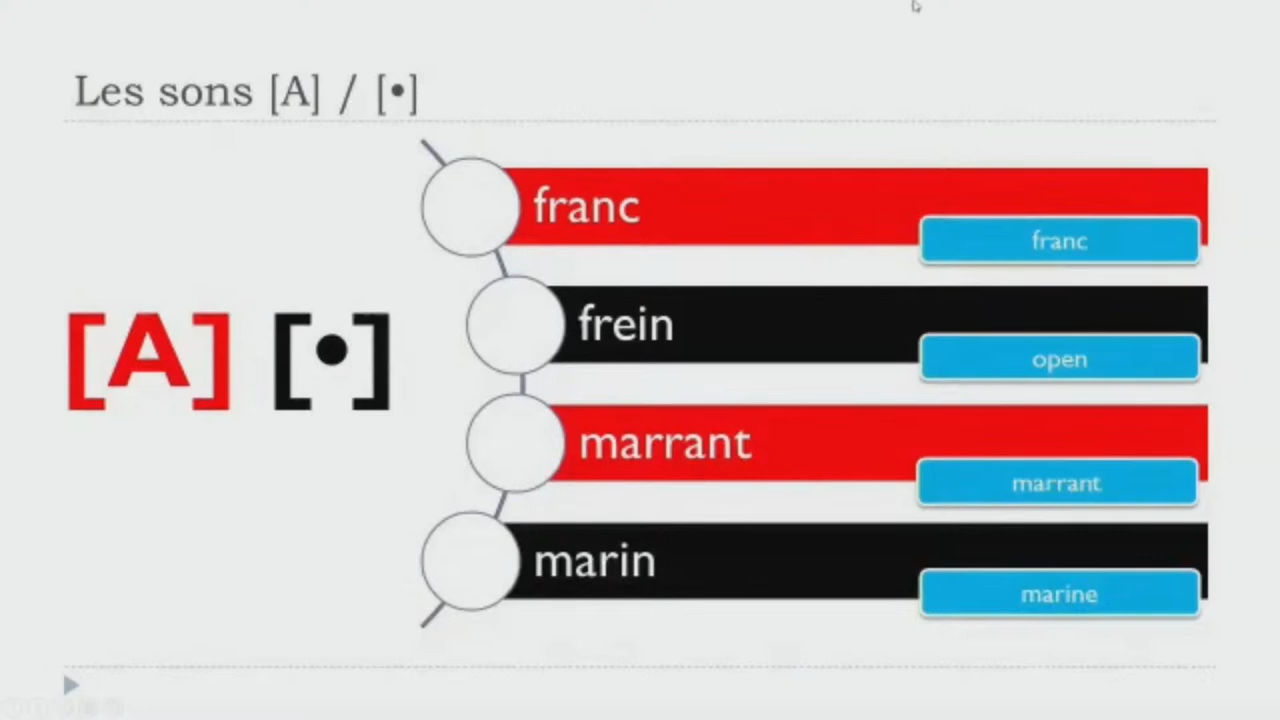 Les sons [A] / [•]
[A] [•]
franc
franc
frein
open
marrant
marrant
marin
marine